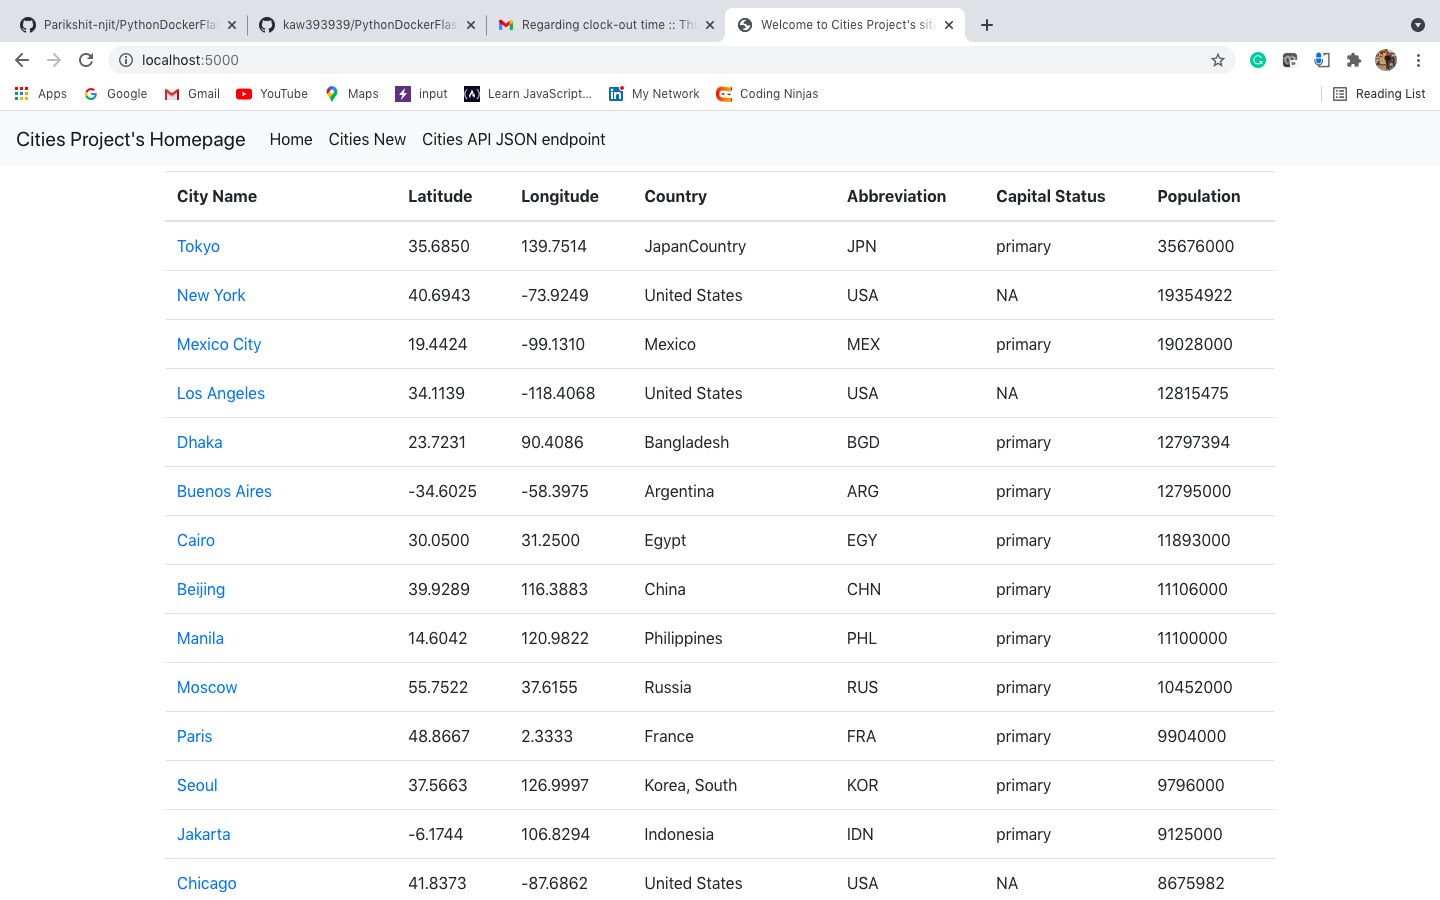 Parikshit-njit/PythonDockerFla
kaw393939/PythonDockerFlas
Regarding clock-out time :: Th
Welcome to Cities Project's site
localhost:5000
Apps Google Gmail YouTube Maps input Learn JavaScript... My Network Coding Ninjas Reading List
Cities Project's Homepage Home Cities New Cities API JSON endpoint
City Name Latitude Longitude Country Abbreviation Capital Status Population
Tokyo 35.6850 139.7514 JapanCountry JPN primary 35676000
New York 40.6943 -73.9249 United States USA NA 19354922
Mexico City 19.4424 -99.1310 Mexico MEX primary 19028000
Los Angeles 34.1139 -118.4068 United States USA NA 12815475
Dhaka 23.7231 90.4086 Bangladesh BGD primary 12797394
Buenos Aires -34.6025 -58.3975 Argentina ARG primary 12795000
Cairo 30.0500 31.2500 Egypt EGY primary 11893000
Beijing 39.9289 116.3883 China CHN primary 11106000
Manila 14.6042 120.9822 Philippines PHL primary 11100000
Moscow 55.7522 37.6155 Russia RUS primary 10452000
Paris 48.8667 2.3333 France FRA primary 9904000
Seoul 37.5663 126.9997 Korea, South KOR primary 9796000
Jakarta -6.1744 106.8294 Indonesia IDN primary 9125000
Chicago 41.8373 -87.6862 United States USA NA 8675982